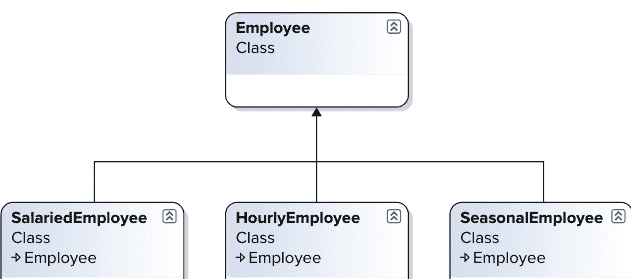 Employee
Class
SalariedEmployee
Class
Employee
HourlyEmployee
Class
Employee
SeasonalEmployee
Class
Employee